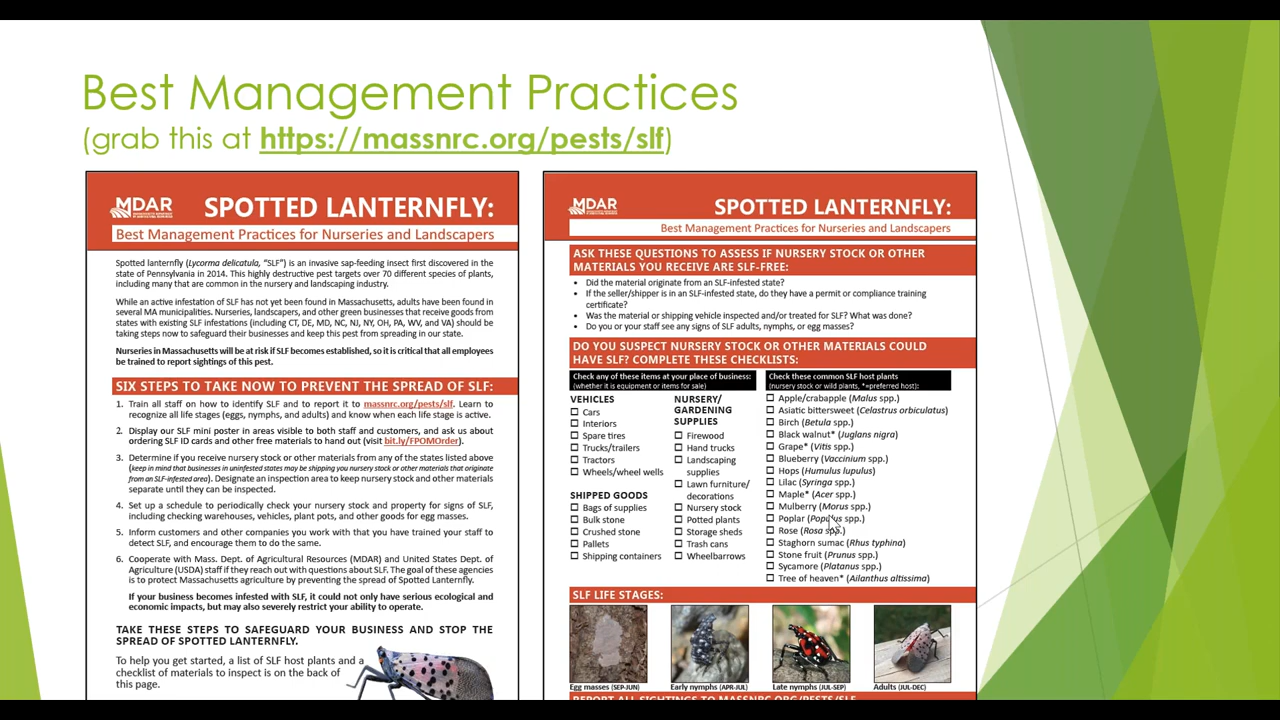 Best Management Practices
(grab this at https://massnrc.org/pests/slf)
MDAR
SPOTTED LANTERNFLY:
Best Management Practices for Nurseries and Landscapers
Spotted lanternfly (Lycorma delicatula, “SLF”) is an invasive sap-feeding insect first discovered in the
state of Pennsylvania in 2014. This highly destructive pest targets over 70 different species of plants,
including many that are common in the nursery and landscaping industry.
While an active infestation of SLF has not yet been found in Massachusetts, adults have been found in
several MA municipalities. Nurseries, landscapers, and other green businesses that receive goods from
states with existing SLF infestations (including CT, DE, MD, NC, NJ, NY, OH, PA, WV, and VA) should be
taking steps now to safeguard their businesses and keep this pest from spreading in our state.
Nurseries in Massachusetts will be at risk if SLF becomes established, so it is critical that all employees
be trained to report sightings of this pest.
SIX STEPS TO TAKE NOW TO PREVENT THE SPREAD OF SLF:
1. Train all staff on how to identify SLF and to report it to massnrc.org/pests/slf. Learn to
recognize all life stages (eggs, nymphs, and adults) and know when each life stage is active.
2. Display our SLF mini poster in areas visible to both staff and customers, and ask us about
ordering SLF ID cards and other free materials to hand out (visit bit.ly/FPOMOrder).
3. Determine if you receive nursery stock or other materials from any of the states listed above
(keep in mind that businesses in uninfested states may be shipping you nursery stock or other materials that originate
from an SLF-infested area). Designate an inspection area to keep nursery stock and other materials
separate until they can be inspected.
4. Set up a schedule to periodically check your nursery stock and property for signs of SLF,
including checking warehouses, vehicles, plant pots, and other goods for egg masses.
5. Inform customers and other companies you work with that you have trained your staff to
detect SLF, and encourage them to do the same.
6. Cooperate with Mass. Dept. of Agricultural Resources (MDAR) and United States Dept. of
Agriculture (USDA) staff if they reach out with questions about SLF. The goal of these agencies
is to protect Massachusetts agriculture by preventing the spread of Spotted Lanternfly.
If your business becomes infested with SLF, it could not only have serious ecological and
economic impacts, but may also severely restrict your ability to operate.
TAKE THESE STEPS TO SAFEGUARD YOUR BUSINESS AND STOP THE
SPREAD OF SPOTTED LANTERNFLY.
To help you get started, a list of SLF host plants and a
checklist of materials to inspect is on the back of
this page.
MDAR
SPOTTED LANTERNFLY:
Best Management Practices for Nurseries and Landscapers
ASK THESE QUESTIONS TO ASSESS IF NURSERY STOCK OR OTHER
MATERIALS YOU RECEIVE ARE SLF-FREE:
• Did the material originate from an SLF-infested state?
• If the seller/shipper is in an SLF-infested state, do they have a permit or compliance training
certificate?
• Was the material or shipping vehicle inspected and/or treated for SLF? What was done?
• Do you or your staff see any signs of SLF adults, nymphs, or egg masses?
DO YOU SUSPECT NURSERY STOCK OR OTHER MATERIALS COULD
HAVE SLF? COMPLETE THESE CHECKLISTS:
Check any of these items at your place of business:
(whether it is equipment or items for sale)
VEHICLES
Cars
Interiors
Spare tires
Trucks/trailers
Tractors
Wheels/wheel wells
SHIPPED GOODS
Bags of supplies
Bulk stone
Crushed stone
Pallets
Shipping containers
NURSERY/
GARDENING
SUPPLIES
Firewood
Hand trucks
Landscaping
supplies
Lawn furniture/
decorations
Nursery stock
Potted plants
Storage sheds
Trash cans
Wheelbarrows
Check these common SLF host plants
(nursery stock or wild plants, *=preferred host):
Apple/crabapple (Malus spp.)
Asiatic bittersweet (Celastrus orbiculatus)
Birch (Betula spp.)
Black walnut* (Juglans nigra)
Grape* (Vitis spp.)
Blueberry (Vaccinium spp.)
Hops (Humulus lupulus)
Lilac (Syringa spp.)
Maple* (Acer spp.)
Mulberry (Morus spp.)
Poplar (Populus spp.)
Rose (Rosa spp.)
Staghorn sumac (Rhus typhina)
Stone fruit (Prunus spp.)
Sycamore (Platanus spp.)
Tree of heaven* (Ailanthus altissima)
SLF LIFE STAGES:
Egg masses (SEP-JUN)
Early nymphs (APR-JUL)
Late nymphs (JUL-SEP)
Adults (JUL-DEC)
REPORT ALL SIGHTINGS TO MASSNRC.ORG/PESTS/SLF